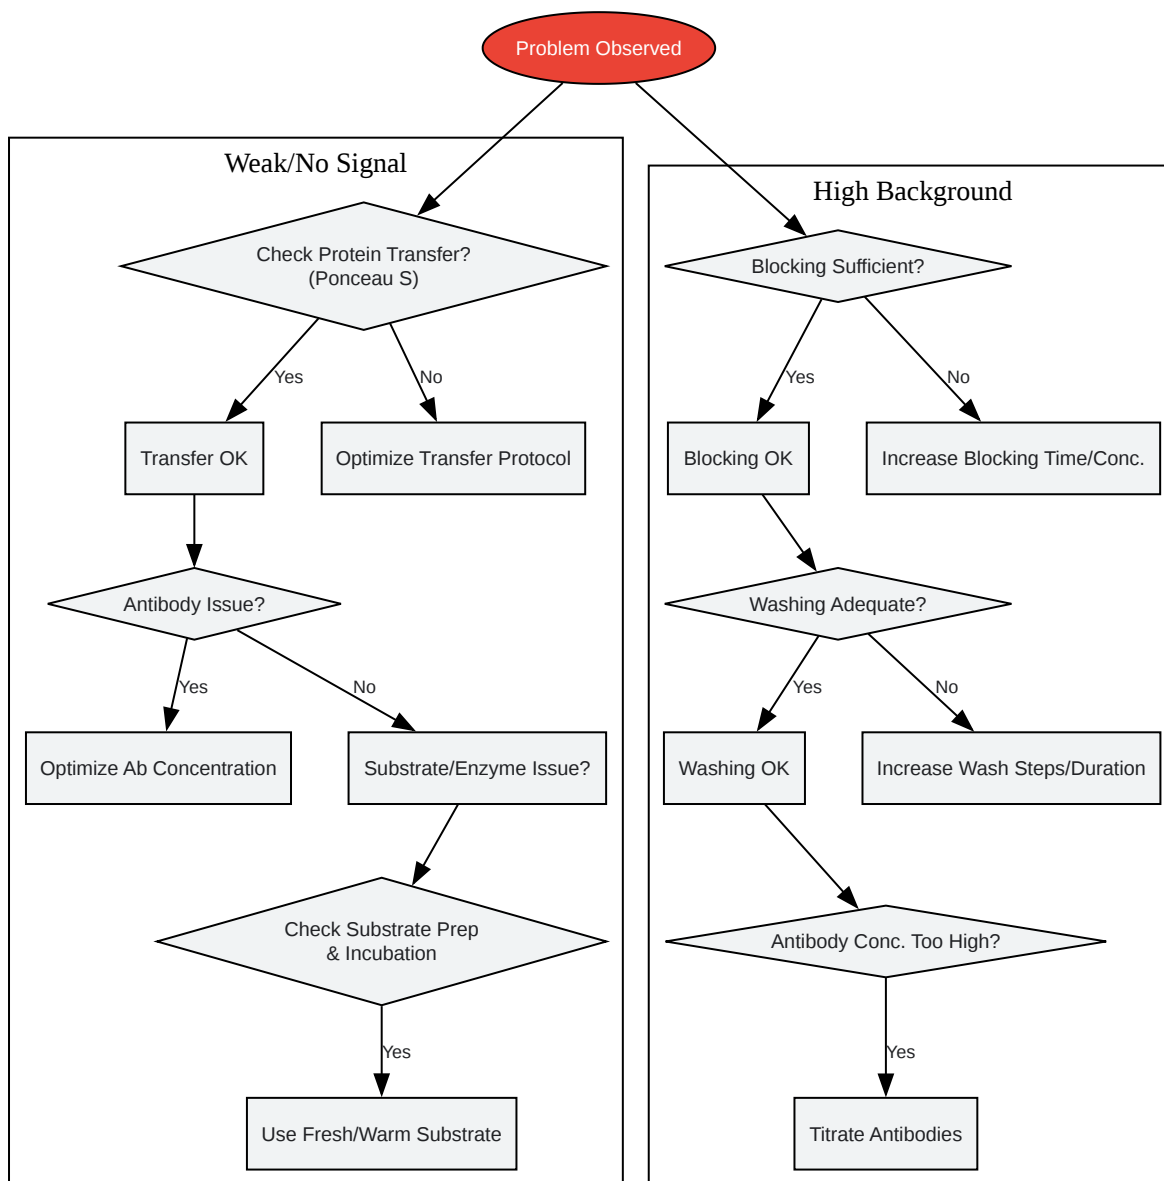 Problem Observed
Weak/No Signal
Check Protein Transfer?
(Ponceau S)
Yes
No
Transfer OK
Optimize Transfer Protocol
Antibody Issue?
Yes
No
Optimize Ab Concentration
Substrate/Enzyme Issue?
Check Substrate Prep
& Incubation
Yes
Use Fresh/Warm Substrate
High Background
Blocking Sufficient?
Yes
No
Blocking OK
Increase Blocking Time/Conc.
Washing Adequate?
Yes
No
Washing OK
Increase Wash Steps/Duration
Antibody Conc. Too High?
Yes
Titrate Antibodies